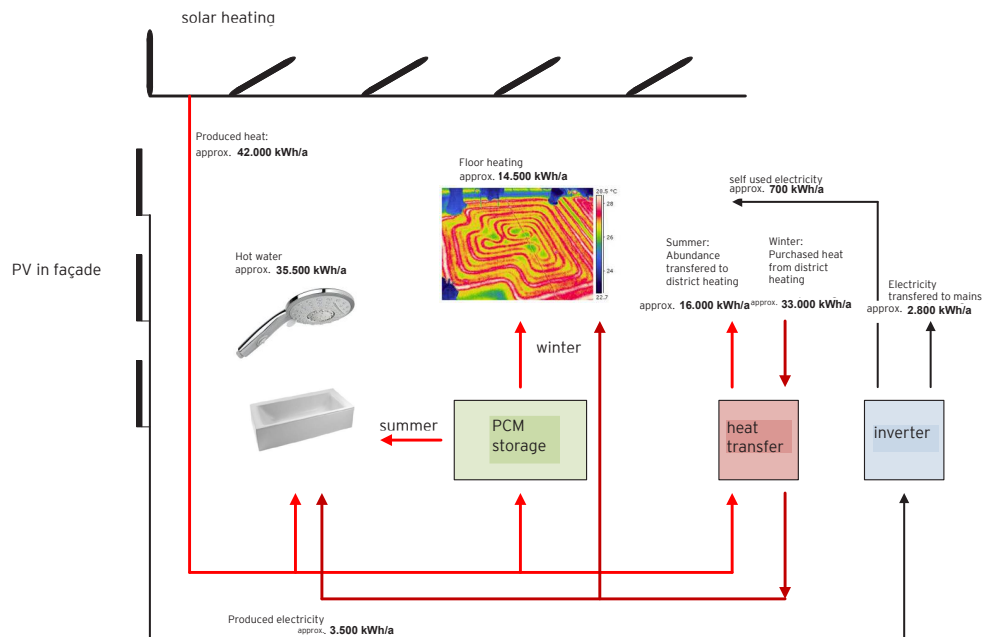 solar heating
Produced heat:
approx. 42.000 kWh/a
Floor heating
approx. 14.500 kWh/a
self used electricity
approx. 700 kWh/a
28.5 °C
28
26
24
22.7
PV in façade
Hot water
approx. 35.500 kWh/a
Summer:
Abundance
transfered to
district heating
approx. 16.000 kWh/a
Winter:
Purchased heat
from district
heating
approx. 33.000 kWh/a
Electricity
transfered to mains
approx. 2.800 kWh/a
winter
summer
PCM
storage
heat
transfer
inverter
Produced electricity
approx. 3.500 kWh/a